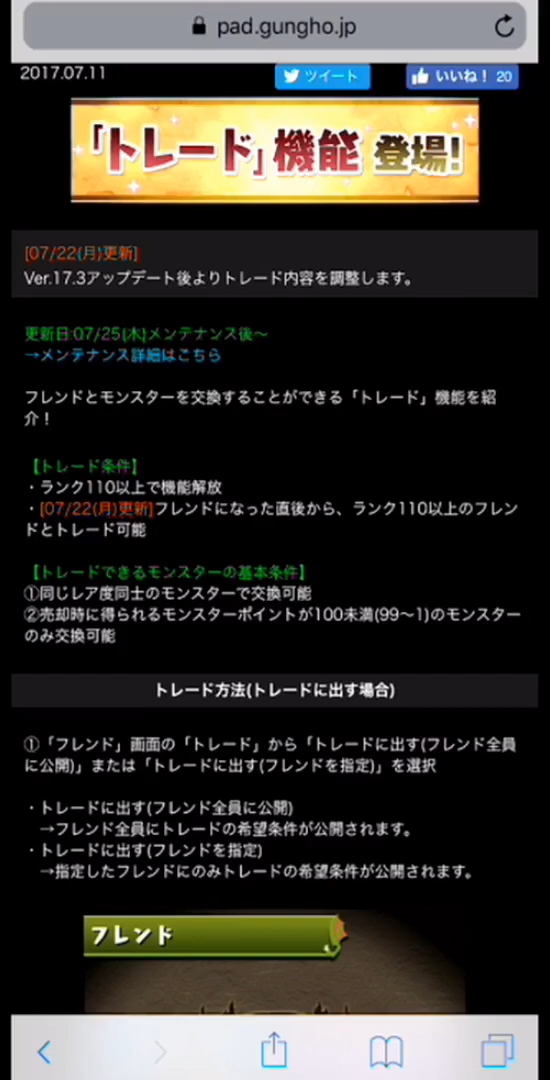 pad.gungho.jp
2017.07.11
ツイート
いいね！ 20
「トレード」機能 登場!
[07/22(月)更新]
Ver.17.3アップデート後よりトレード内容を調整します。
更新日:07/25(木)メンテナンス後～
→メンテナンス詳細はこちら
フレンドとモンスターを交換することができる「トレード」機能を紹
介！
【トレード条件】
・ランク110以上で機能解放
・[07/22(月)更新]フレンドになった直後から、ランク110以上のフレン
ドとトレード可能
【トレードできるモンスターの基本条件】
①同じレア度同士のモンスターで交換可能
②売却時に得られるモンスターポイントが100未満(99～1)のモンスター
のみ交換可能
トレード方法(トレードに出す場合)
①「フレンド」画面の「トレード」から「トレードに出す(フレンド全員
に公開)」または「トレードに出す(フレンドを指定)」を選択
・トレードに出す(フレンド全員に公開)
→フレンド全員にトレードの希望条件が公開されます。
・トレードに出す(フレンドを指定)
→指定したフレンドにのみトレードの希望条件が公開されます。
フレンド